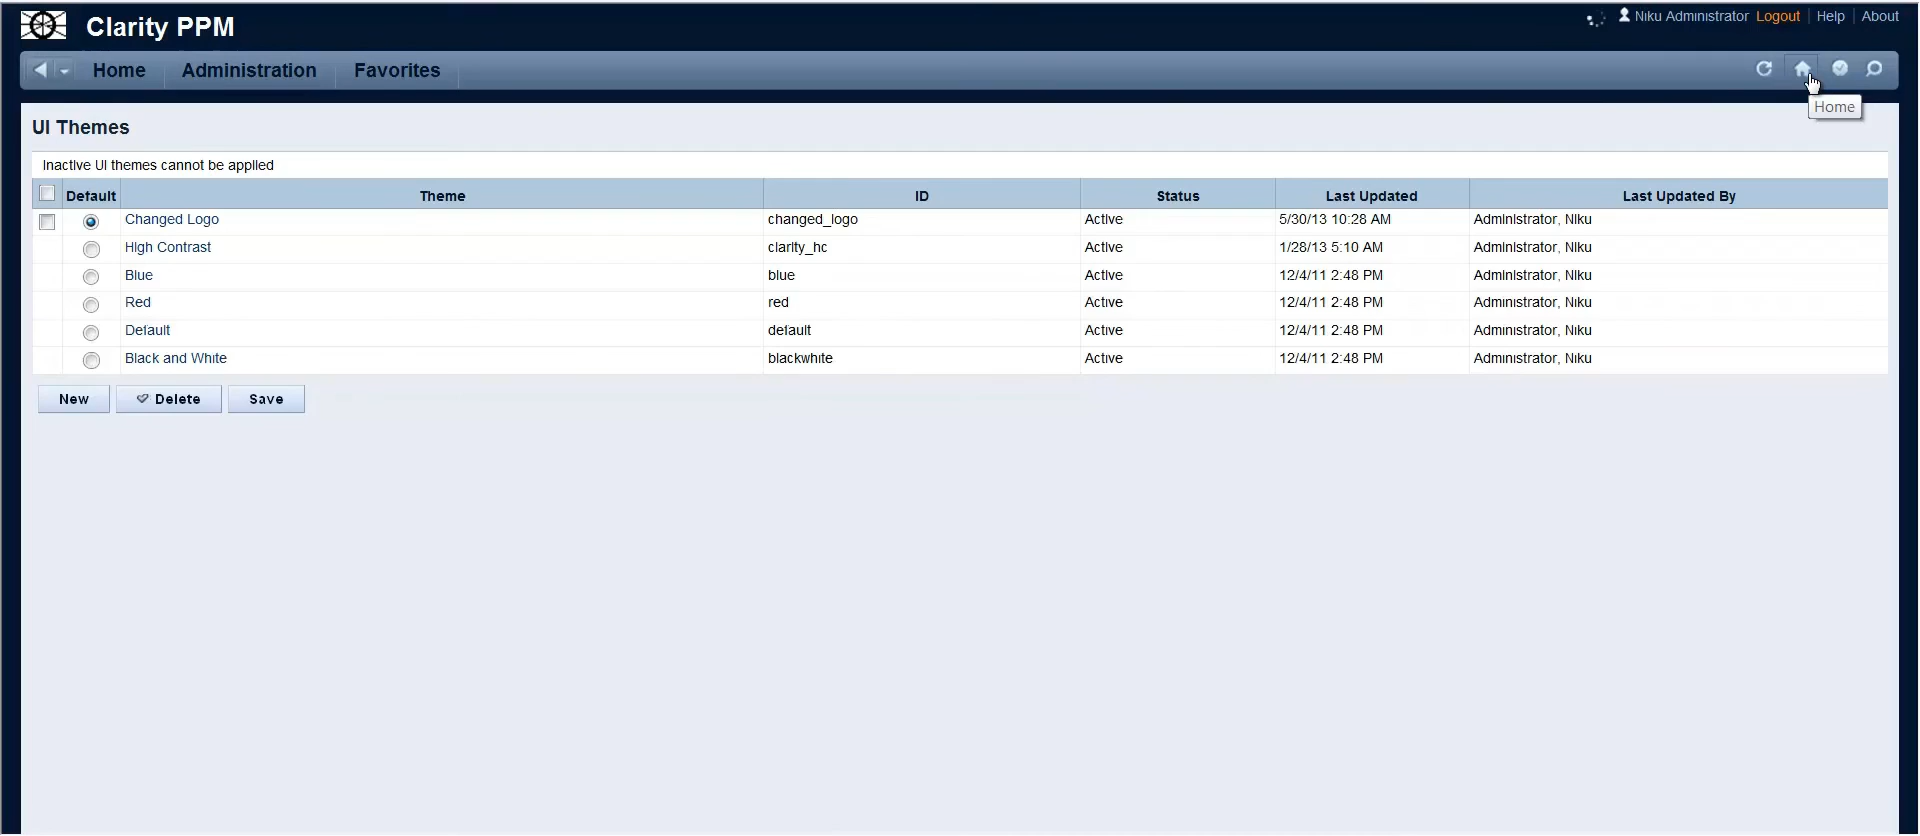 Clarity PPM
Niku Administrator Logout Help About
Home Administration Favorites
Home
UI Themes
Inactive UI themes cannot be applied
Default Theme ID Status Last Updated Last Updated By
Changed Logo changed_logo Active 5/30/13 10:28 AM Administrator, Niku
High Contrast clarity_hc Active 1/28/13 5:10 AM Administrator, Niku
Blue blue Active 12/4/11 2:48 PM Administrator, Niku
Red red Active 12/4/11 2:48 PM Administrator, Niku
Default default Active 12/4/11 2:48 PM Administrator, Niku
Black and White blackwhite Active 12/4/11 2:48 PM Administrator, Niku
New Delete Save